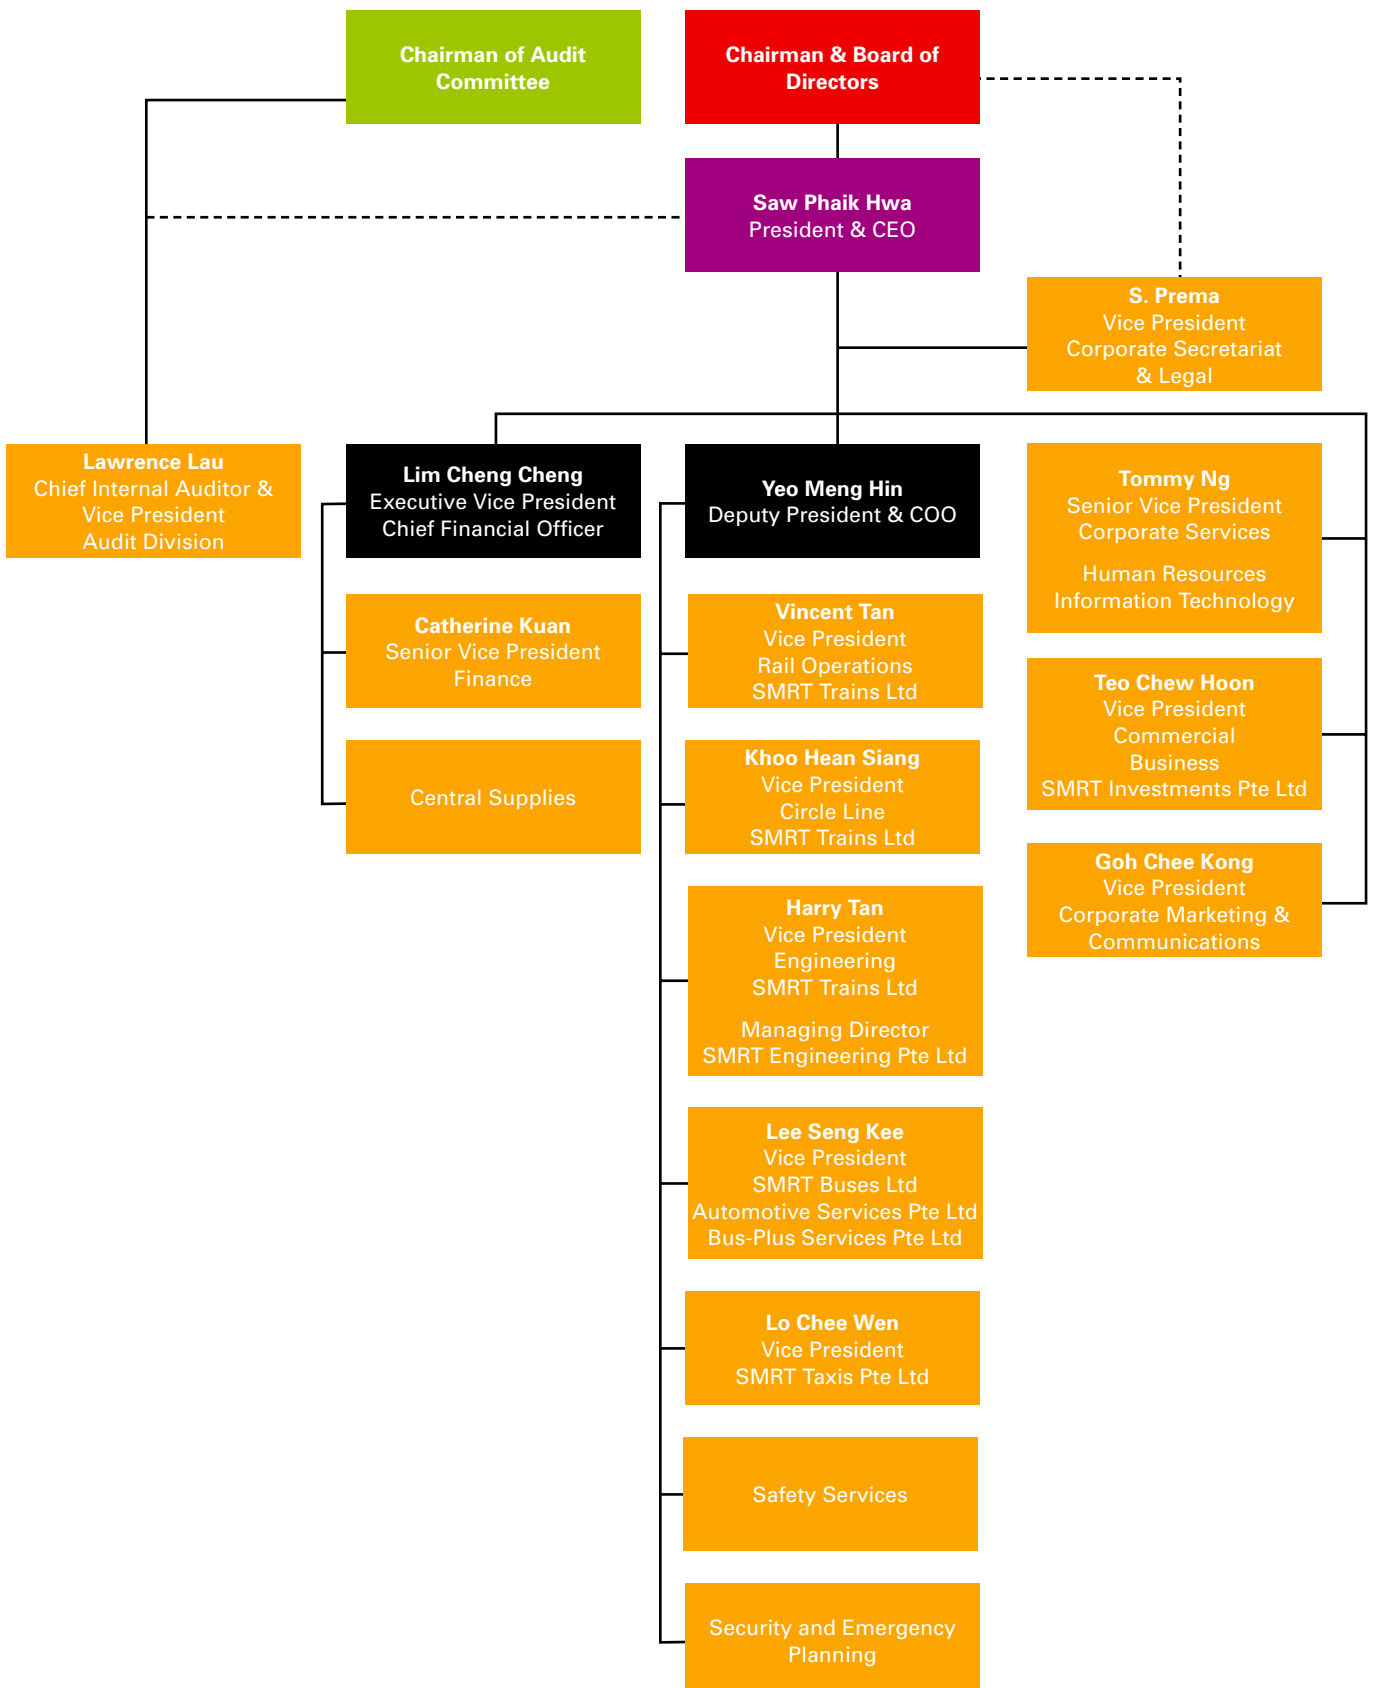 Chairman of Audit
Committee
Chairman & Board of
Directors
Saw Phaik Hwa
President & CEO
S. Prema
Vice President
Corporate Secretariat
& Legal
Lawrence Lau
Chief Internal Auditor &
Vice President
Audit Division
Lim Cheng Cheng
Executive Vice President
Chief Financial Officer
Catherine Kuan
Senior Vice President
Finance
Central Supplies
Yeo Meng Hin
Deputy President & COO
Vincent Tan
Vice President
Rail Operations
SMRT Trains Ltd
Khoo Hean Siang
Vice President
Circle Line
SMRT Trains Ltd
Harry Tan
Vice President
Engineering
SMRT Trains Ltd
Managing Director
SMRT Engineering Pte Ltd
Lee Seng Kee
Vice President
SMRT Buses Ltd
Automotive Services Pte Ltd
Bus-Plus Services Pte Ltd
Lo Chee Wen
Vice President
SMRT Taxis Pte Ltd
Safety Services
Security and Emergency
Planning
Tommy Ng
Senior Vice President
Corporate Services
Human Resources
Information Technology
Teo Chew Hoon
Vice President
Commercial
Business
SMRT Investments Pte Ltd
Goh Chee Kong
Vice President
Corporate Marketing &
Communications